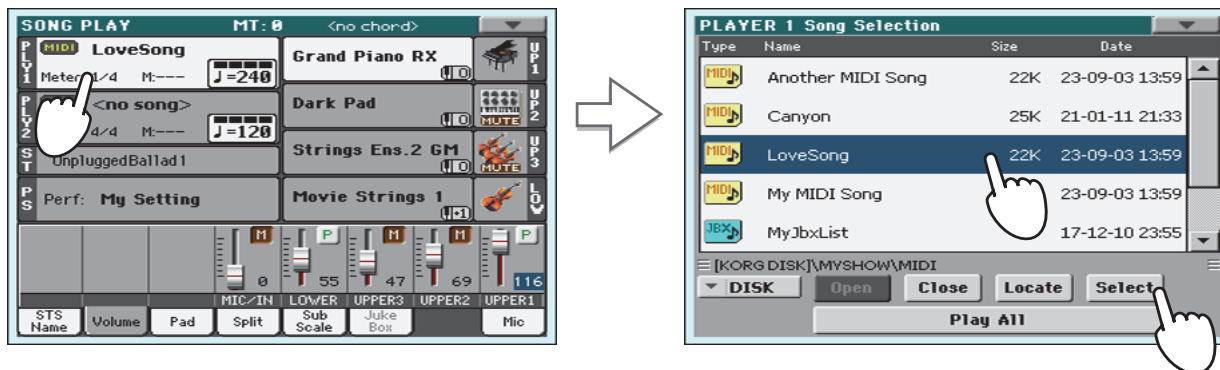 SONG PLAY MT: 0 <no chord>
PLY1 MIDI LoveSong
Meter 1/4 M:--- ♩=240
Grand Piano RX 0 UP1
PLY2 <no song>
4/4 M:--- ♩=120
Dark Pad 0 MUTE UP2
ST UnpluggedBallad1
Strings Ens.2 GM 0 MUTE UP3
PS Perf: My Setting
Movie Strings 1 +1 LOW
M P M M P
0 55 47 69 116
MIC/IN LOWER UPPER3 UPPER2 UPPER1
STS Name Volume Pad Split Sub Scale Juke Box Mic
PLAYER 1 Song Selection
Type Name Size Date
MIDI Another MIDI Song 22K 23-09-03 13:59
MIDI Canyon 25K 21-01-11 21:33
MIDI LoveSong 22K 23-09-03 13:59
MIDI My MIDI Song 23-09-03 13:59
JBX MyJbxList 17-12-10 23:55
[KORG DISK]\MYSHOW\MIDI
DISK Open Close Locate Select
Play All